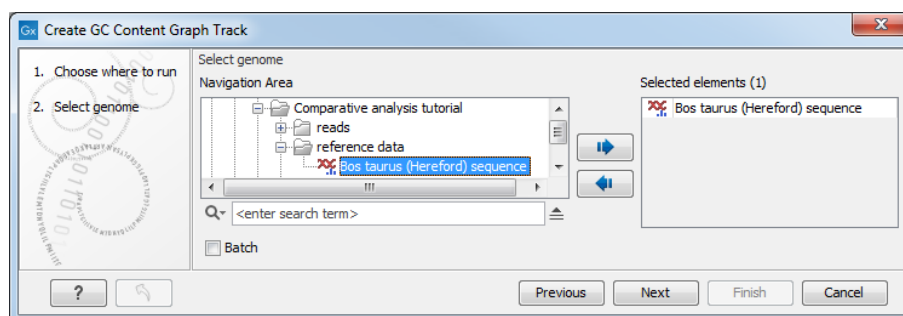 Gx Create GC Content Graph Track
1. Choose where to run
2. Select genome
Select genome
Navigation Area
Comparative analysis tutorial
reads
reference data
Bos taurus (Hereford) sequence
<enter search term>
Batch
Selected elements (1)
Bos taurus (Hereford) sequence
?
Previous
Next
Finish
Cancel